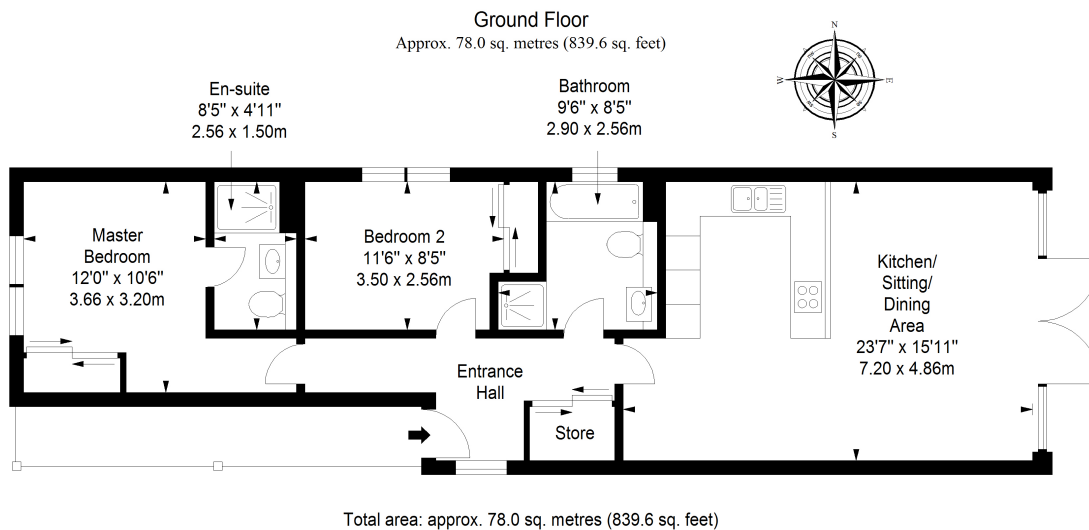 Ground Floor
Approx. 78.0 sq. metres (839.6 sq. feet)
N
W
E
S
En-suite
8'5" x 4'11"
2.56 x 1.50m
Bathroom
9'6" x 8'5"
2.90 x 2.56m
Master
Bedroom
12'0" x 10'6"
3.66 x 3.20m
Bedroom 2
11'6" x 8'5"
3.50 x 2.56m
Kitchen/
Sitting/
Dining
Area
23'7" x 15'11"
7.20 x 4.86m
Entrance
Hall
Store
Total area: approx. 78.0 sq. metres (839.6 sq. feet)